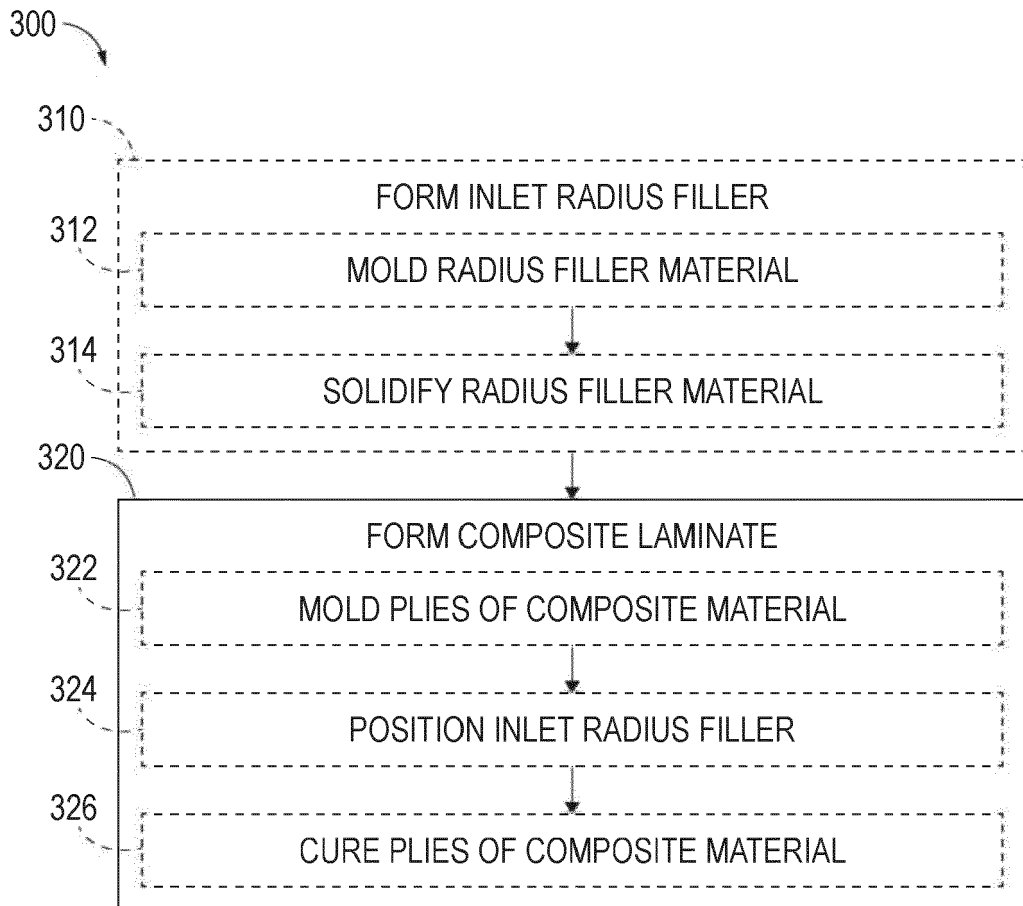 300
310
FORM INLET RADIUS FILLER
312
MOLD RADIUS FILLER MATERIAL
314
SOLIDIFY RADIUS FILLER MATERIAL
320
FORM COMPOSITE LAMINATE
322
MOLD PLIES OF COMPOSITE MATERIAL
324
POSITION INLET RADIUS FILLER
326
CURE PLIES OF COMPOSITE MATERIAL